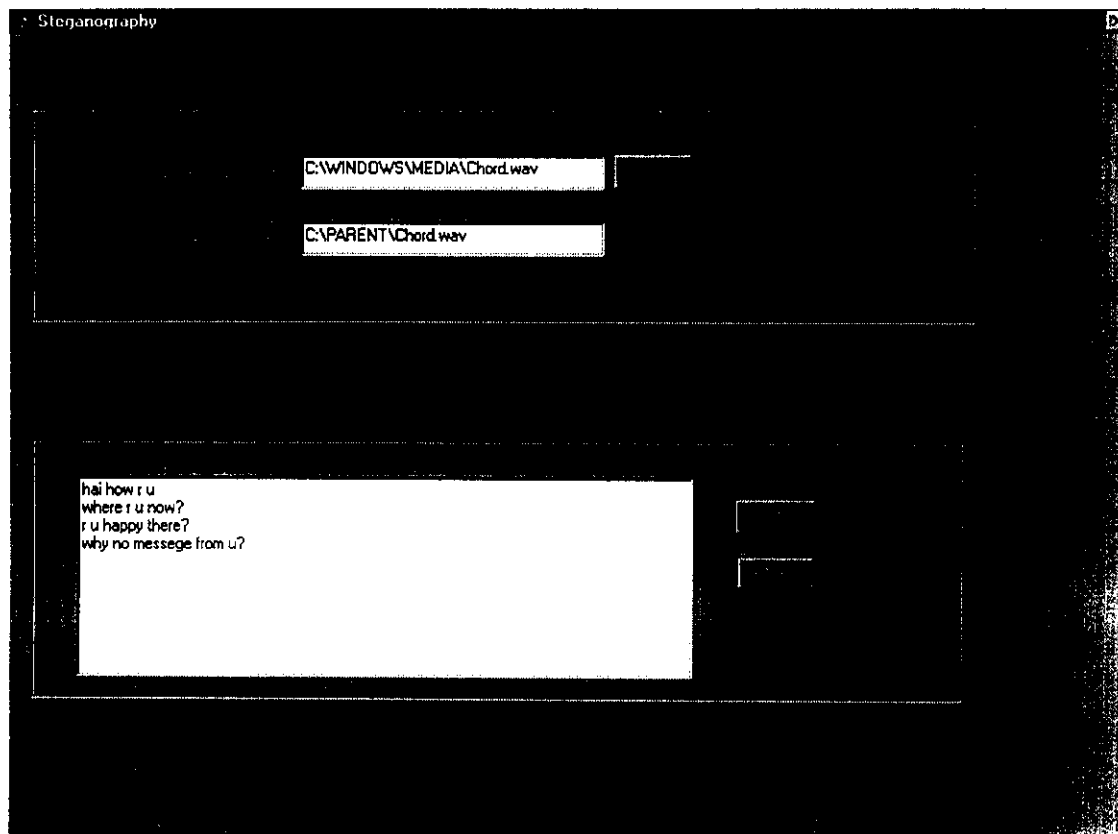 Steganography
C:\WINDOWS\MEDIA\Chord.wav
C:\PARENT\Chord.wav
hai how r u
where r u now?
r u happy there?
why no messege from u?